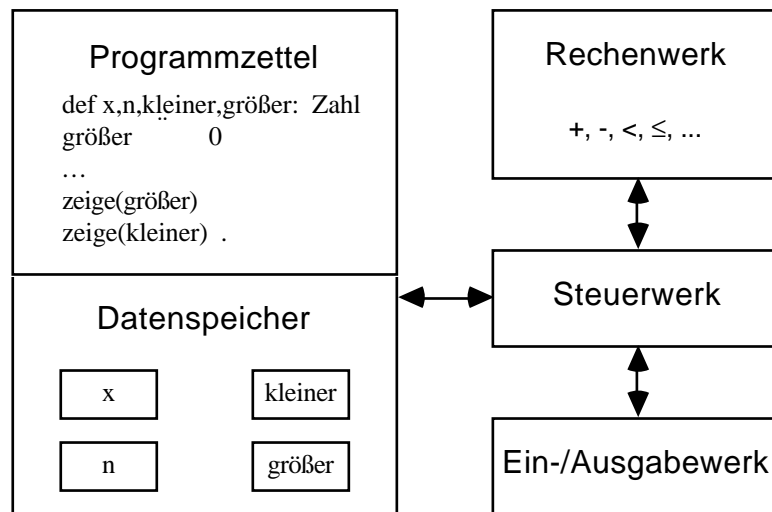 Programmzettel
def x,n,kleiner,größer: Zahl
größer ¨ 0
…
zeige(größer)
zeige(kleiner) .
Datenspeicher
x kleiner
n größer
Rechenwerk
+, -, <, ≤, ...
Steuerwerk
Ein-/Ausgabewerk